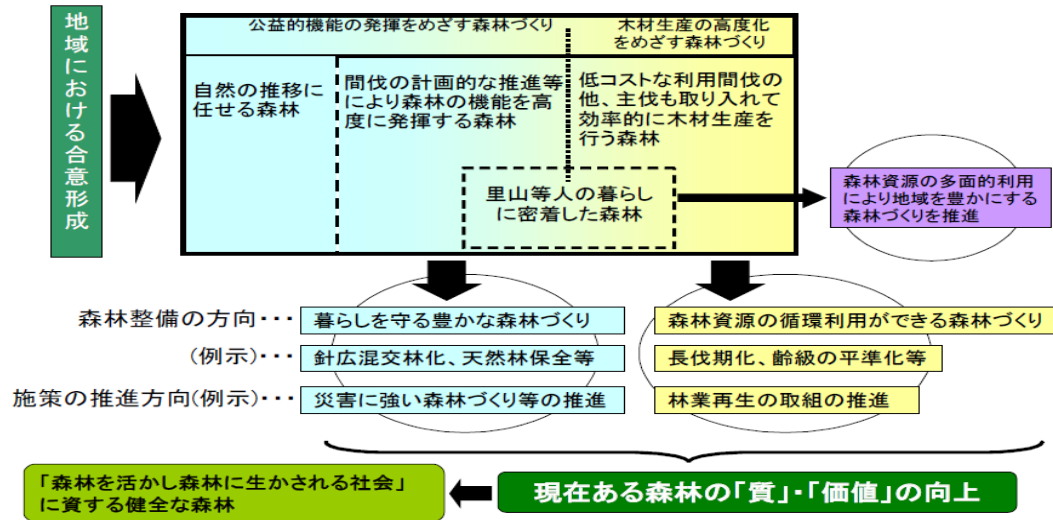 地域における合意形成
公益的機能の発揮をめざす森林づくり
木材生産の高度化
をめざす森林づくり
自然の推移に
任せる森林
間伐の計画的な推進等
により森林の機能を高
度に発揮する森林
低コストな利用間伐の
他、主伐も取り入れて
効率的に木材生産を
行う森林
里山等人の暮らし
に密着した森林
森林資源の多面的利用
により地域を豊かにする
森林づくりを推進
森林整備の方向･･･
暮らしを守る豊かな森林づくり
森林資源の循環利用ができる森林づくり
(例示)･･･
針広混交林化、天然林保全等
長伐期化、齢級の平準化等
施策の推進方向(例示)･･･
災害に強い森林づくり等の推進
林業再生の取組の推進
「森林を活かし森林に生かされる社会」
に資する健全な森林
現在ある森林の「質」・「価値」の向上